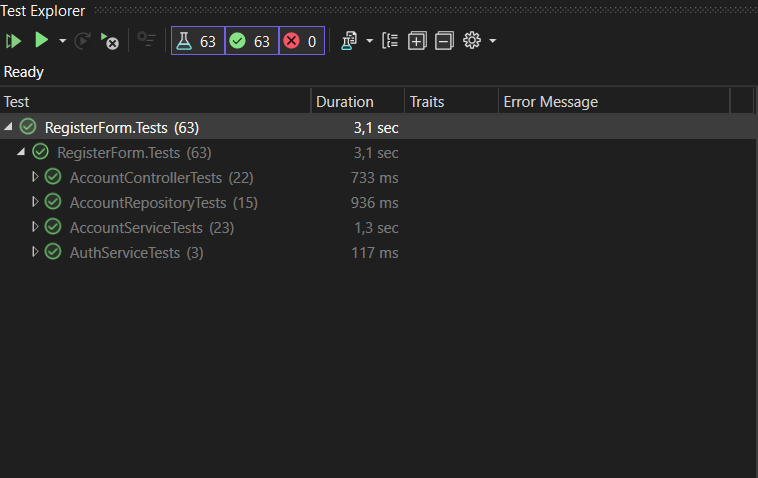 Test Explorer
63 63 0
Ready
Test Duration Traits Error Message
RegisterForm.Tests (63) 3,1 sec
RegisterForm.Tests (63) 3,1 sec
AccountControllerTests (22) 733 ms
AccountRepositoryTests (15) 936 ms
AccountServiceTests (23) 1,3 sec
AuthServiceTests (3) 117 ms